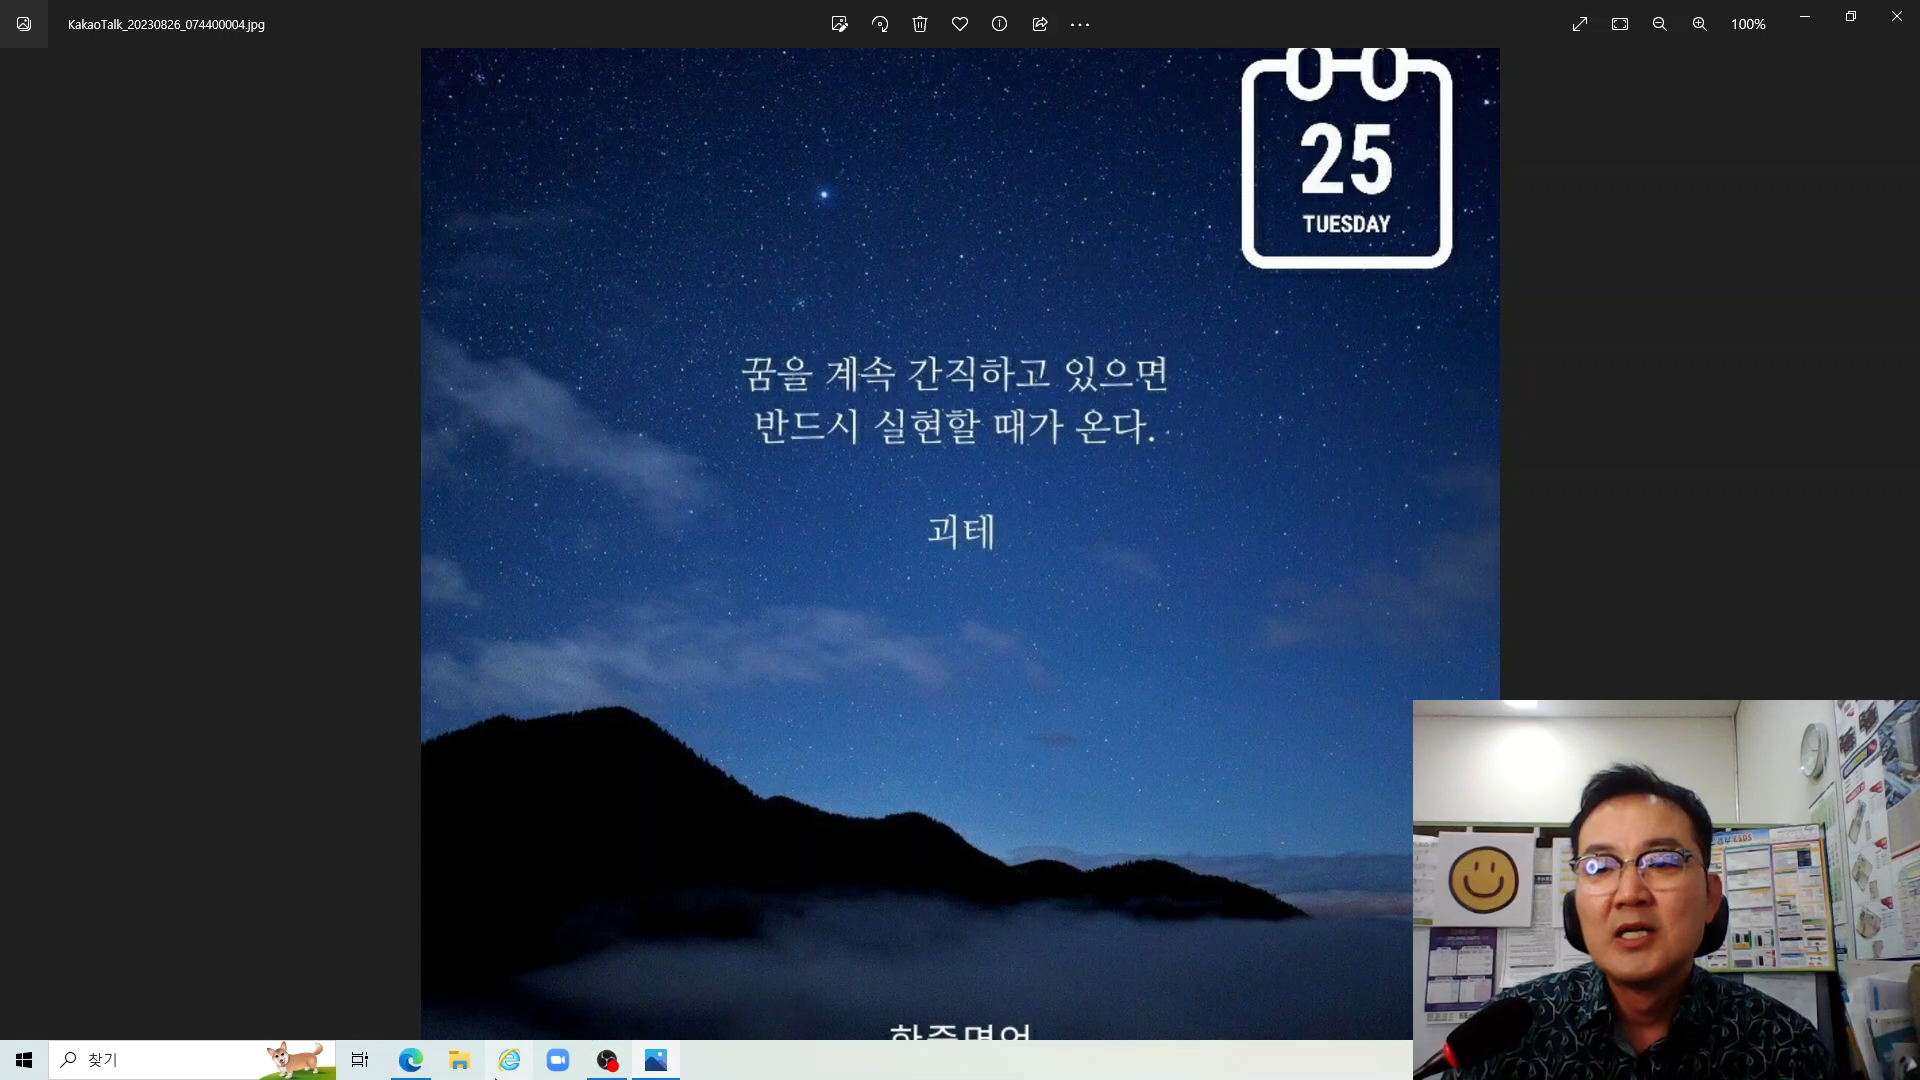 KakaoTalk_20230826_074400004.jpg
100%
25
TUESDAY
꿈을 계속 간직하고 있으면
반드시 실현할 때가 온다.
괴테
찾기